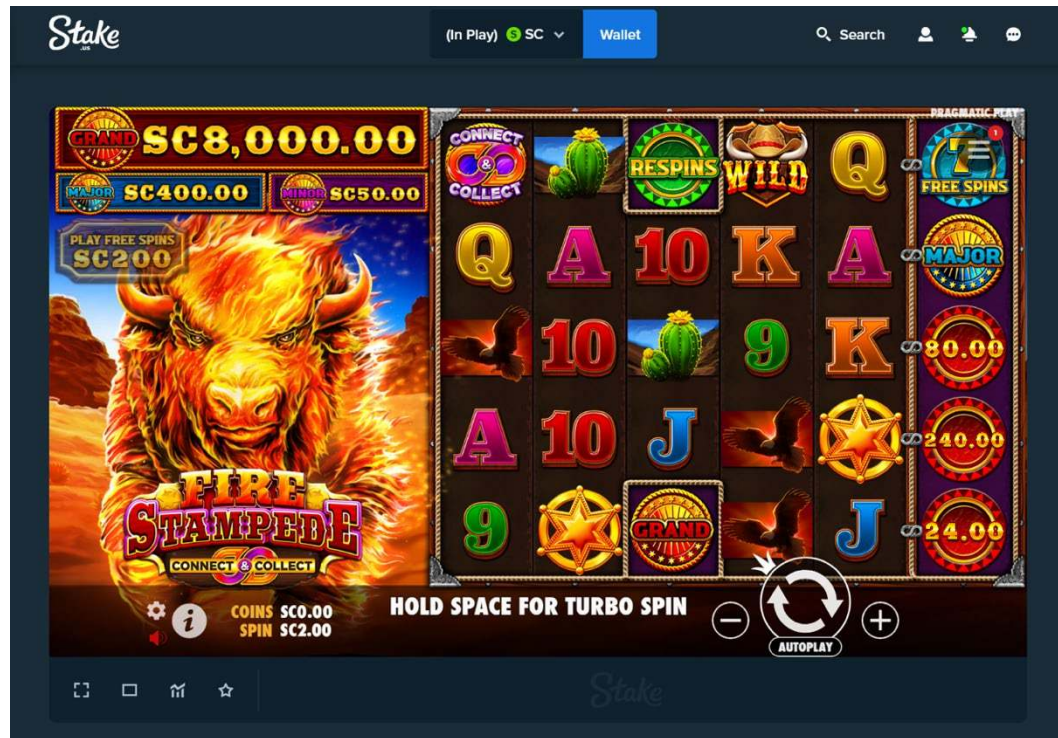 Stake
.us
(In Play) S SC
Wallet
Search
GRAND SC8,000.00
MAJOR SC400.00
MINOR SC50.00
PLAY FREE SPINS
SC200
FIRE
STAMPEDE
CONNECT & COLLECT
PRAGMATIC PLAY
CONNECT
&
COLLECT
RESPINS
WILD
Q
7
1
FREE SPINS
Q
A
10
K
A
MAJOR
10
9
K
80.00
A
10
J
240.00
9
GRAND
J
24.00
i
COINS SC0.00
SPIN SC2.00
HOLD SPACE FOR TURBO SPIN
AUTOPLAY
Stake